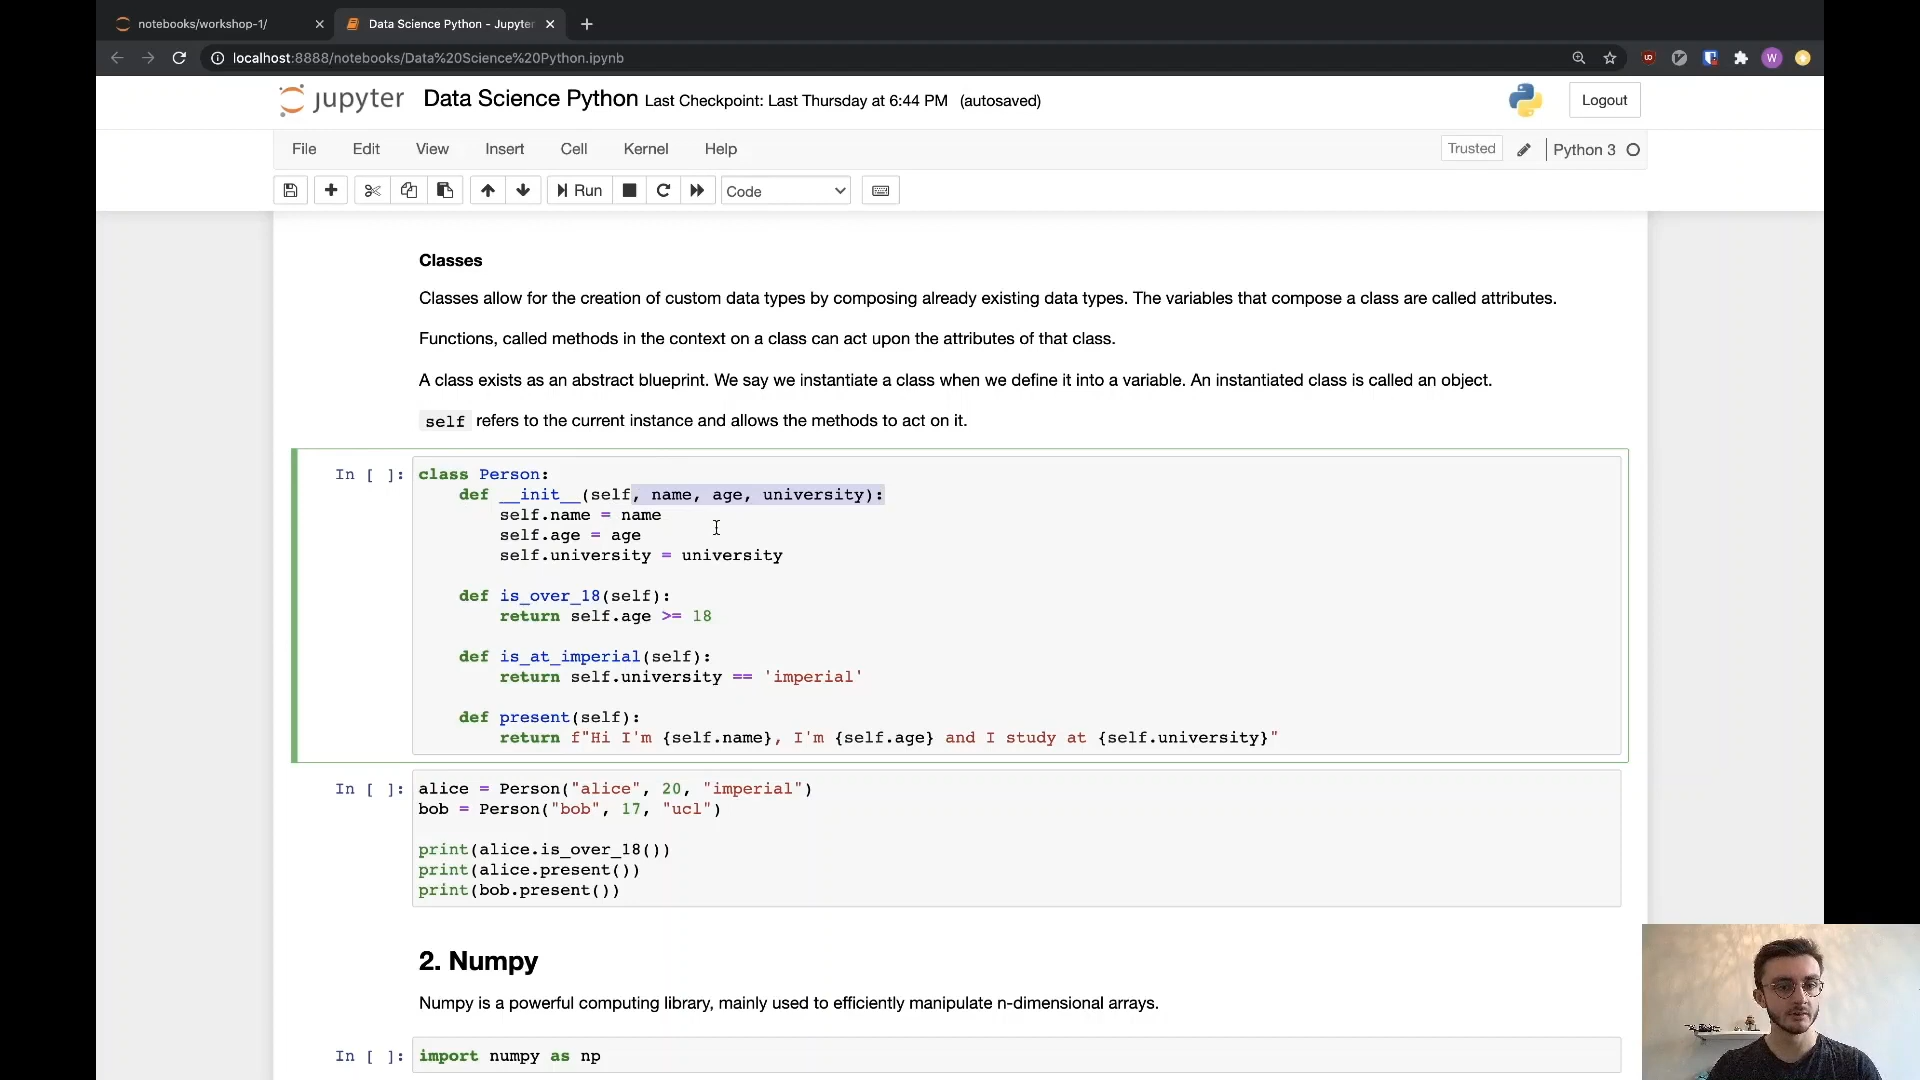 notebooks/workshop-1/
Data Science Python - Jupyter
localhost:8888/notebooks/Data%20Science%20Python.ipynb
W
jupyter Data Science Python Last Checkpoint: Last Thursday at 6:44 PM (autosaved)
Logout
File Edit View Insert Cell Kernel Help
Trusted Python 3
Run Code
Classes
Classes allow for the creation of custom data types by composing already existing data types. The variables that compose a class are called attributes.
Functions, called methods in the context on a class can act upon the attributes of that class.
A class exists as an abstract blueprint. We say we instantiate a class when we define it into a variable. An instantiated class is called an object.
self refers to the current instance and allows the methods to act on it.
In [ ]: class Person:
def __init__(self, name, age, university):
self.name = name
self.age = age
self.university = university
def is_over_18(self):
return self.age >= 18
def is_at_imperial(self):
return self.university == 'imperial'
def present(self):
return f"Hi I'm {self.name}, I'm {self.age} and I study at {self.university}"
In [ ]: alice = Person("alice", 20, "imperial")
bob = Person("bob", 17, "ucl")
print(alice.is_over_18())
print(alice.present())
print(bob.present())
2. Numpy
Numpy is a powerful computing library, mainly used to efficiently manipulate n-dimensional arrays.
In [ ]: import numpy as np